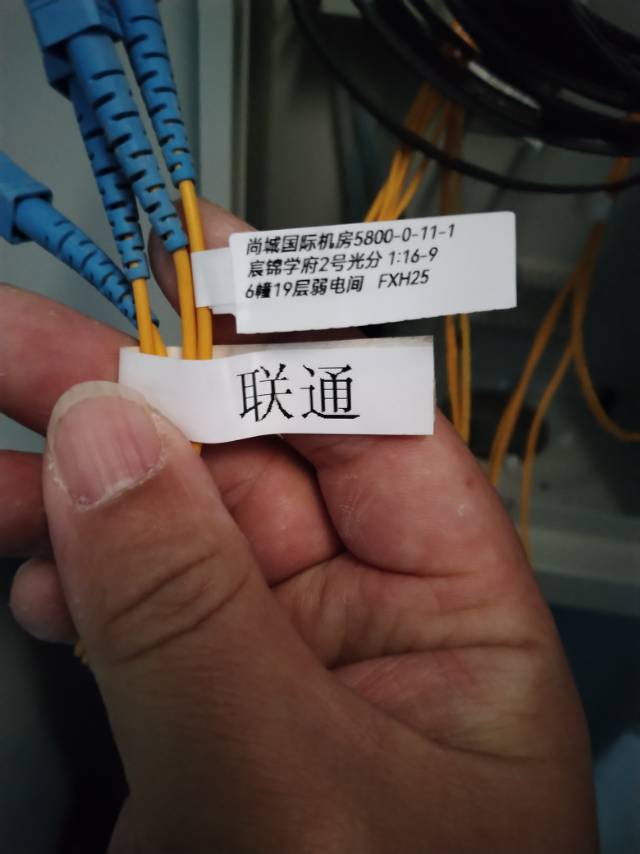 尚城国际机房5800-0-11-1
宸锦学府2号光分 1:16-9
6幢19层弱电间 FXH25
联通